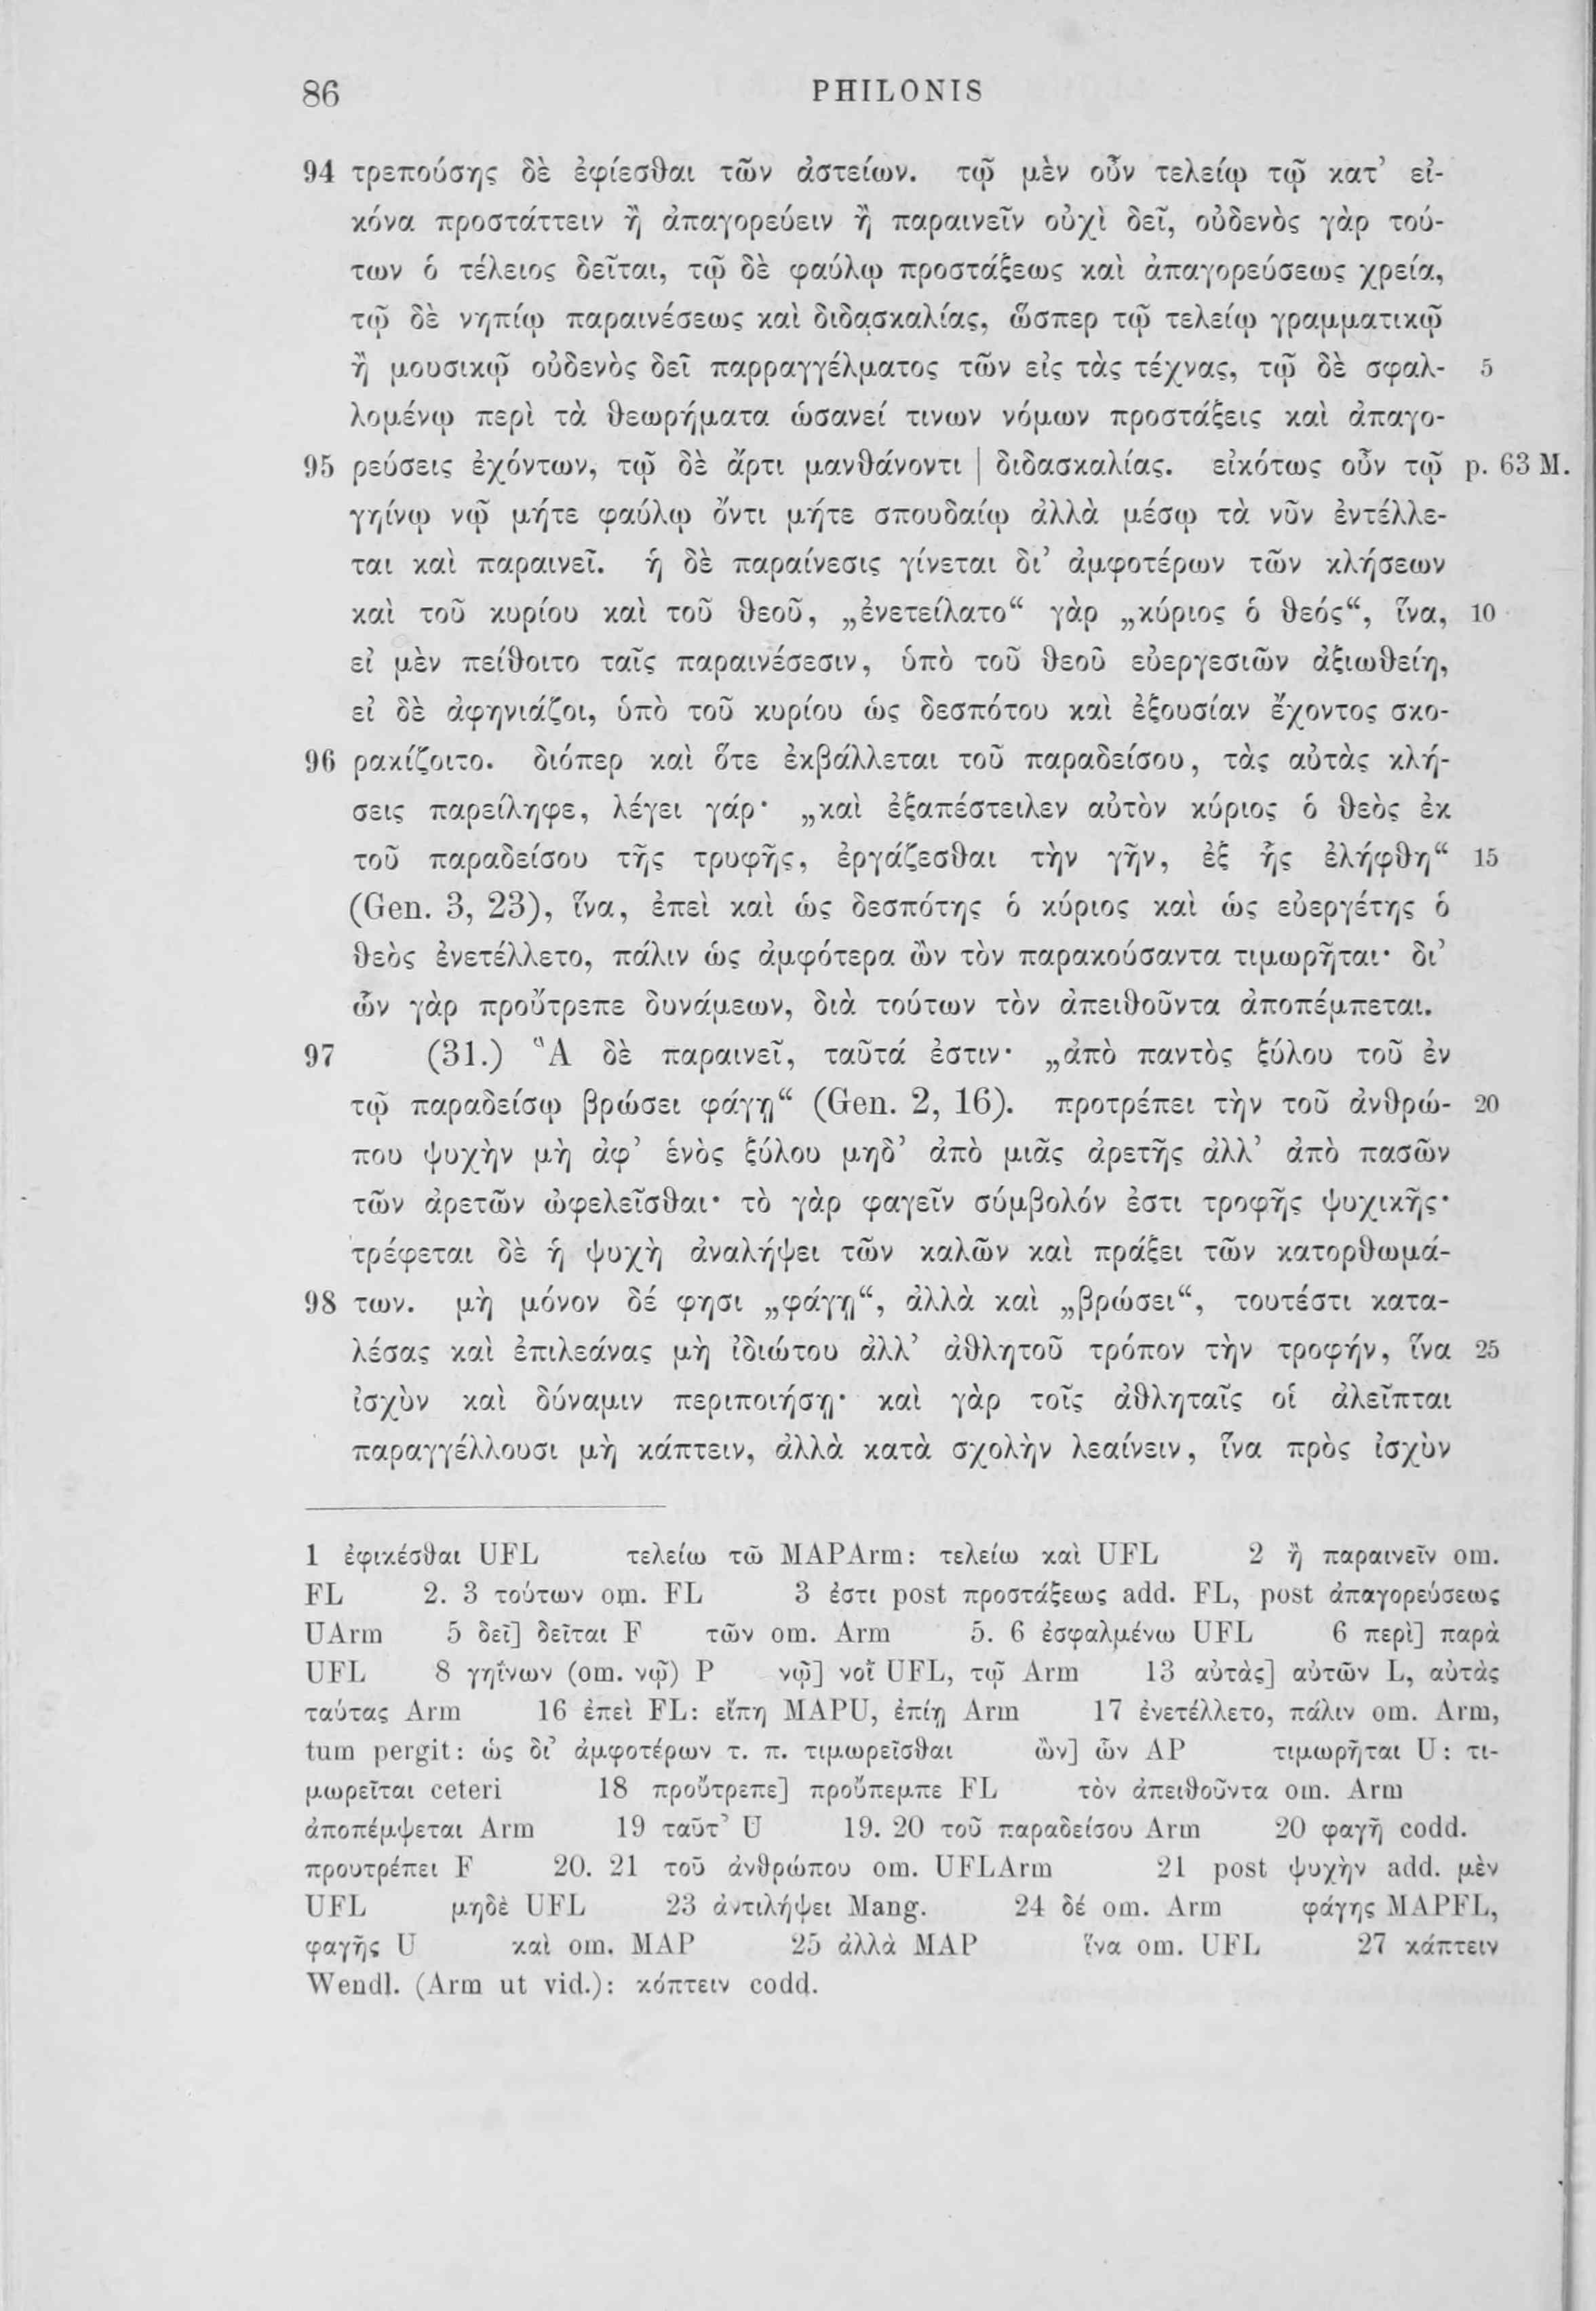 86 PHILONIS
94 τρεπούσης δὲ ἐφίεσθαι τῶν ἀστείων. τῷ μὲν οὖν τελείῳ τῷ κατ’ εἰ-
κόνα προστάττειν ἢ ἀπαγορεύειν ἢ παραινεῖν οὐχὶ δεῖ, οὐδενὸς γὰρ τού-
των ὁ τέλειος δεῖται, τῷ δὲ φαύλῳ προστάξεως καὶ ἀπαγορεύσεως χρεία,
τῷ δὲ νηπίῳ παραινέσεως καὶ διδασκαλίας, ὥσπερ τῷ τελείῳ γραμματικῷ
ἢ μουσικῷ οὐδενὸς δεῖ παρραγγέλματος τῶν εἰς τὰς τέχνας, τῷ δὲ σφαλ- 5
λομένῳ περὶ τὰ θεωρήματα ὡσανεί τινων νόμων προστάξεις καὶ ἀπαγο-
95 ρεύσεις ἐχόντων, τῷ δὲ ἄρτι μανθάνοντι | διδασκαλίας. εἰκότως οὖν τῷ p. 63 M.
γηίνῳ νῷ μήτε φαύλῳ ὄντι μήτε σπουδαίῳ ἀλλὰ μέσῳ τὰ νῦν ἐντέλλε-
ται καὶ παραινεῖ. ἡ δὲ παραίνεσις γίνεται δι’ ἀμφοτέρων τῶν κλήσεων
καὶ τοῦ κυρίου καὶ τοῦ θεοῦ, „ἐνετείλατο“ γὰρ „κύριος ὁ θεός“, ἵνα, 10
εἰ μὲν πείθοιτο ταῖς παραινέσεσιν, ὑπὸ τοῦ θεοῦ εὐεργεσιῶν ἀξιωθείη,
εἰ δὲ ἀφηνιάζοι, ὑπὸ τοῦ κυρίου ὡς δεσπότου καὶ ἐξουσίαν ἔχοντος σκο-
96 ρακίζοιτο. διόπερ καὶ ὅτε ἐκβάλλεται τοῦ παραδείσου, τὰς αὐτὰς κλή-
σεις παρείληφε, λέγει γάρ· „καὶ ἐξαπέστειλεν αὐτὸν κύριος ὁ θεὸς ἐκ
τοῦ παραδείσου τῆς τρυφῆς, ἐργάζεσθαι τὴν γῆν, ἐξ ἧς ἐλήφθη“ 15
(Gen. 3, 23), ἵνα, ἐπεὶ καὶ ὡς δεσπότης ὁ κύριος καὶ ὡς εὐεργέτης ὁ
θεὸς ἐνετέλλετο, πάλιν ὡς ἀμφότερα ὢν τὸν παρακούσαντα τιμωρῆται· δι’
ὧν γὰρ προὔτρεπε δυνάμεων, διὰ τούτων τὸν ἀπειθοῦντα ἀποπέμπεται.
97 (31.) Ἃ δὲ παραινεῖ, ταῦτά ἐστιν· „ἀπὸ παντὸς ξύλου τοῦ ἐν
τῷ παραδείσῳ βρώσει φάγῃ“ (Gen. 2, 16). προτρέπει τὴν τοῦ ἀνθρώ- 20
που ψυχὴν μὴ ἀφ’ ἑνὸς ξύλου μηδ’ ἀπὸ μιᾶς ἀρετῆς ἀλλ’ ἀπὸ πασῶν
τῶν ἀρετῶν ὠφελεῖσθαι· τὸ γὰρ φαγεῖν σύμβολόν ἐστι τροφῆς ψυχικῆς·
τρέφεται δὲ ἡ ψυχὴ ἀναλήψει τῶν καλῶν καὶ πράξει τῶν κατορθωμά-
98 των. μὴ μόνον δέ φησι „φάγῃ“, ἀλλὰ καὶ „βρώσει“, τουτέστι κατα-
λέσας καὶ ἐπιλεάνας μὴ ἰδιώτου ἀλλ’ ἀθλητοῦ τρόπον τὴν τροφήν, ἵνα 25
ἰσχὺν καὶ δύναμιν περιποιήσῃ· καὶ γὰρ τοῖς ἀθληταῖς οἱ ἀλεῖπται
παραγγέλλουσι μὴ κάπτειν, ἀλλὰ κατὰ σχολὴν λεαίνειν, ἵνα πρὸς ἰσχὺν
1 ἐφικέσθαι UFL τελείω τῶ MAPArm: τελείω καὶ UFL 2 ἢ παραινεῖν om.
FL 2. 3 τούτων om. FL 3 ἐστι post προστάξεως add. FL, post ἀπαγορεύσεως
UArm 5 δεῖ] δεῖται F τῶν om. Arm 5. 6 ἐσφαλμένω UFL 6 περὶ] παρὰ
UFL 8 γηΐνων (om. νῷ) P νῷ] νοῒ UFL, τῷ Arm 13 αὐτὰς] αὐτῶν L, αὐτὰς
ταύτας Arm 16 ἐπεὶ FL: εἴπη MAPU, ἐπίῃ Arm 17 ἐνετέλλετο, πάλιν om. Arm,
tum pergit: ὡς δι’ ἀμφοτέρων τ. π. τιμωρεῖσθαι ὢν] ὧν AP τιμωρῆται U: τι-
μωρεῖται ceteri 18 προὔτρεπε] προὔπεμπε FL τὸν ἀπειθοῦντα om. Arm
ἀποπέμψεται Arm 19 ταῦτ’ U 19. 20 τοῦ παραδείσου Arm 20 φαγῆ codd.
προυτρέπει F 20. 21 τοῦ ἀνθρώπου om. UFLArm 21 post ψυχὴν add. μὲν
UFL μηδὲ UFL 23 ἀντιλήψει Mang. 24 δέ om. Arm φάγης MAPFL,
φαγῆς U καὶ om. MAP 25 ἀλλὰ MAP ἵνα om. UFL 27 κάπτειν
Wendl. (Arm ut vid.): κόπτειν codd.